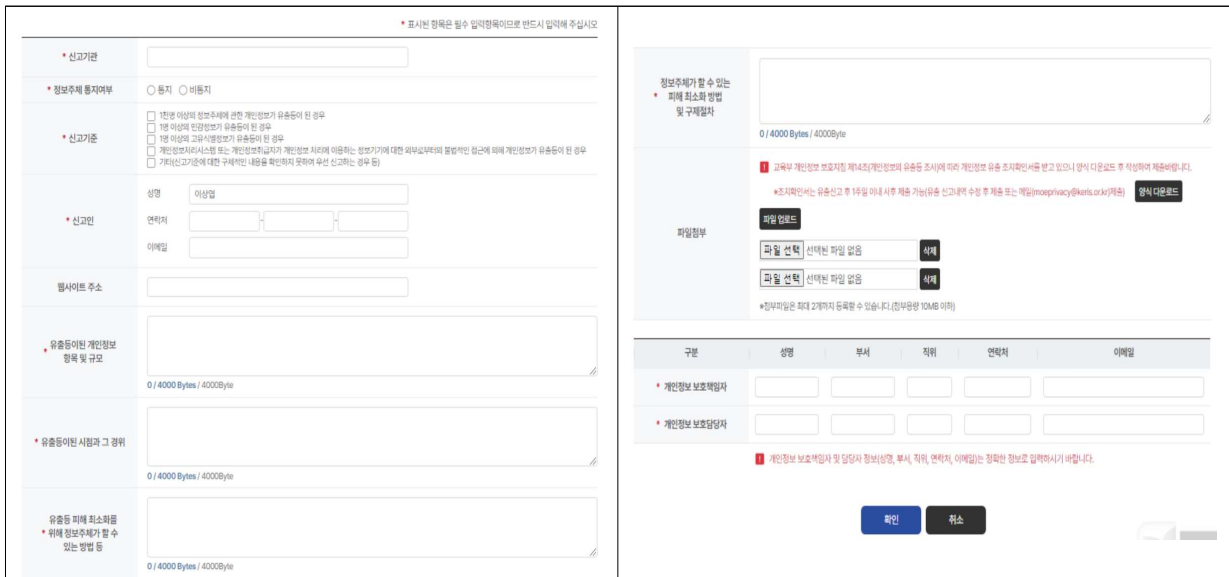 * 표시된 항목은 필수 입력항목이므로 반드시 입력해 주십시오
* 신고기관
* 정보주체 통지여부
통지 비통지
* 신고기준
1천명 이상의 정보주체에 관한 개인정보가 유출등이 된 경우
1명 이상의 민감정보가 유출등이 된 경우
1명 이상의 고유식별정보가 유출등이 된 경우
개인정보처리시스템 또는 개인정보취급자가 개인정보 처리에 이용하는 정보기기에 대한 외부로부터의 불법적인 접근에 의해 개인정보가 유출등이 된 경우
기타(신고기준에 대한 구체적인 내용을 확인하지 못하여 우선 신고하는 경우 등)
* 신고인
성명 이상엽
연락처 - -
이메일
웹사이트 주소
* 유출등이된 개인정보
항목 및 규모
0 / 4000 Bytes / 4000Byte
* 유출등이된 시점과 그 경위
0 / 4000 Bytes / 4000Byte
유출등 피해 최소화를
* 위해 정보주체가 할 수
있는 방법 등
0 / 4000 Bytes / 4000Byte
정보주체가 할 수 있는
* 피해 최소화 방법
및 구제절차
0 / 4000 Bytes / 4000Byte
파일첨부
! 교육부 개인정보 보호지침 제14조(개인정보의 유출등 조사)에 따라 개인정보 유출 조치확인서를 받고 있으니 양식 다운로드 후 작성하여 제출바랍니다.
*조치확인서는 유출신고 후 1주일 이내 사후 제출 가능(유출 신고내역 수정 후 제출 또는 메일(moeprivacy@keris.or.kr)제출) 양식 다운로드
파일 업로드
파일 선택 선택된 파일 없음 삭제
파일 선택 선택된 파일 없음 삭제
*첨부파일은 최대 2개까지 등록할 수 있습니다.(첨부용량 10MB 이하)
구분 성명 부서 직위 연락처 이메일
* 개인정보 보호책임자
* 개인정보 보호담당자
! 개인정보 보호책임자 및 담당자 정보(성명, 부서, 직위, 연락처, 이메일)는 정확한 정보로 입력하시기 바랍니다.
확인 취소